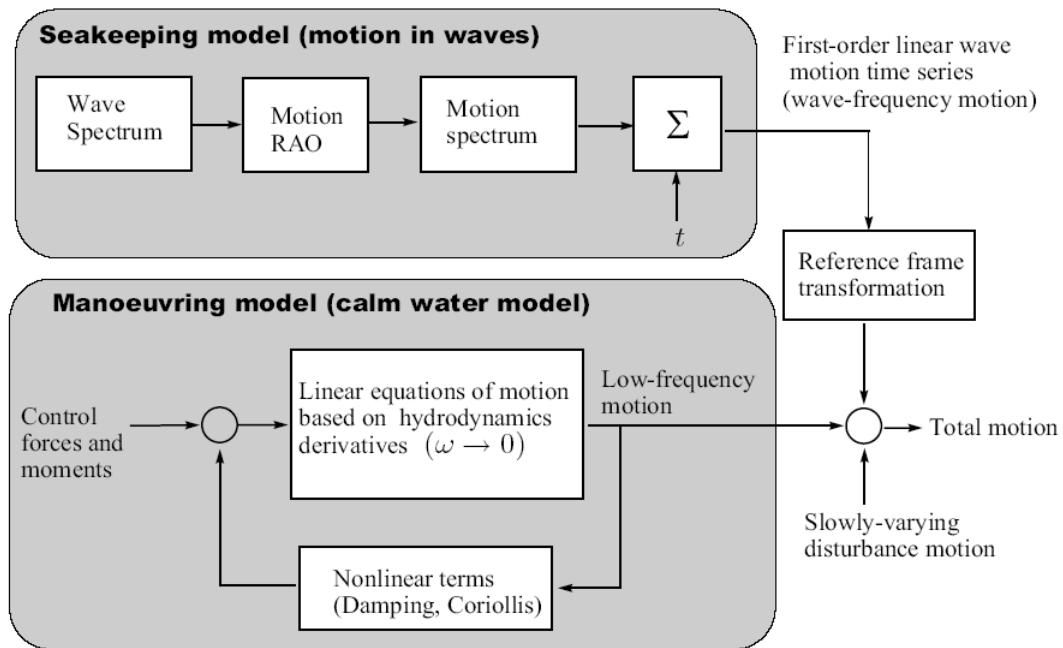 Seakeeping model (motion in waves)
Wave
Spectrum
Motion
RAO
Motion
spectrum
Σ
t
First-order linear wave
motion time series
(wave-frequency motion)
Reference frame
transformation
Manoeuvring model (calm water model)
Control
forces and
moments
Linear equations of motion
based on hydrodynamics
derivatives (ω → 0)
Low-frequency
motion
Total motion
Slowly-varying
disturbance motion
Nonlinear terms
(Damping, Coriollis)